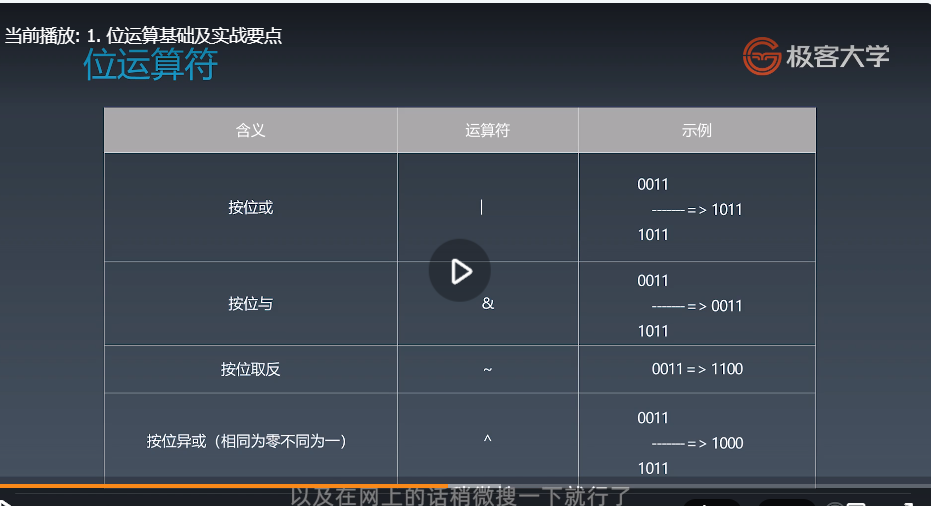 当前播放: 1. 位运算基础及实战要点
位运算符
极客大学
含义 运算符 示例
按位或 | 0011
------- => 1011
1011
按位与 & 0011
------- => 0011
1011
按位取反 ~ 0011 => 1100
按位异或（相同为零不同为一） ^ 0011
------- => 1000
1011
以及在网上的话稍微搜一下就行了